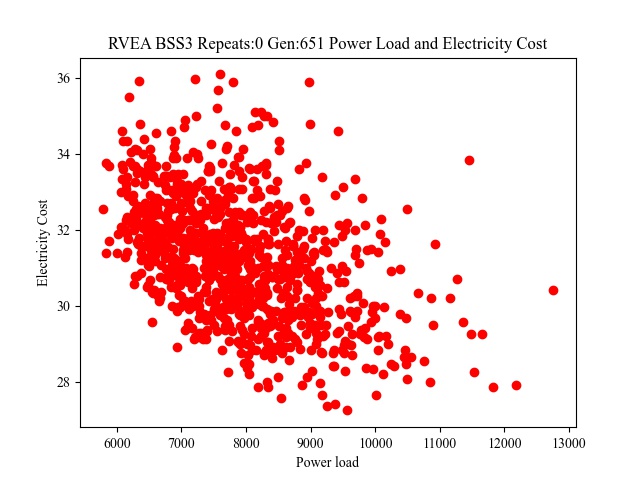 RVEA BSS3 Repeats:0 Gen:651 Power Load and Electricity Cost
36
34
32
30
28
Electricity Cost
6000 7000 8000 9000 10000 11000 12000 13000
Power load